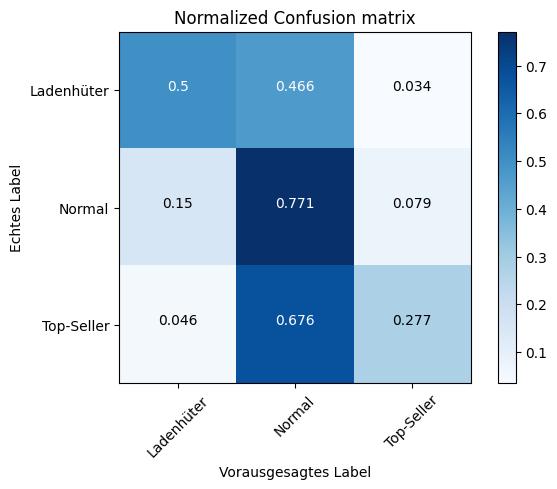 Normalized Confusion matrix
Echtes Label
Ladenhüter
0.5 0.466 0.034
Normal
0.15 0.771 0.079
Top-Seller
0.046 0.676 0.277
Ladenhüter Normal Top-Seller
Vorausgesagtes Label
0.7
0.6
0.5
0.4
0.3
0.2
0.1